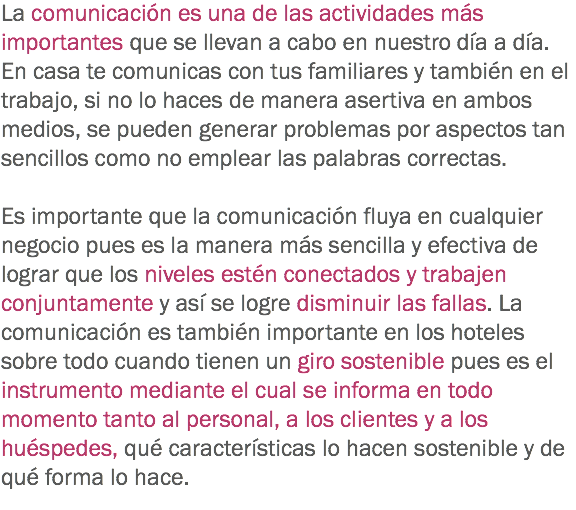 La comunicación es una de las actividades más
importantes que se llevan a cabo en nuestro día a día.
En casa te comunicas con tus familiares y también en el
trabajo, si no lo haces de manera asertiva en ambos
medios, se pueden generar problemas por aspectos tan
sencillos como no emplear las palabras correctas.
Es importante que la comunicación fluya en cualquier
negocio pues es la manera más sencilla y efectiva de
lograr que los niveles estén conectados y trabajen
conjuntamente y así se logre disminuir las fallas. La
comunicación es también importante en los hoteles
sobre todo cuando tienen un giro sostenible pues es el
instrumento mediante el cual se informa en todo
momento tanto al personal, a los clientes y a los
huéspedes, qué características lo hacen sostenible y de
qué forma lo hace.